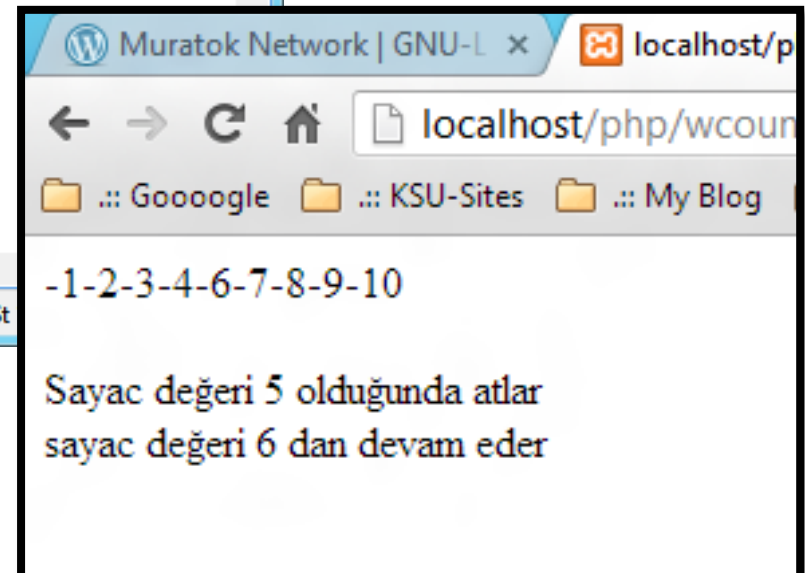 Muratok Network | GNU-L
localhost/p
localhost/php/wcoun
.:: Goooogle .:: KSU-Sites .:: My Blog
-1-2-3-4-6-7-8-9-10
Sayac değeri 5 olduğunda atlar
sayac değeri 6 dan devam eder